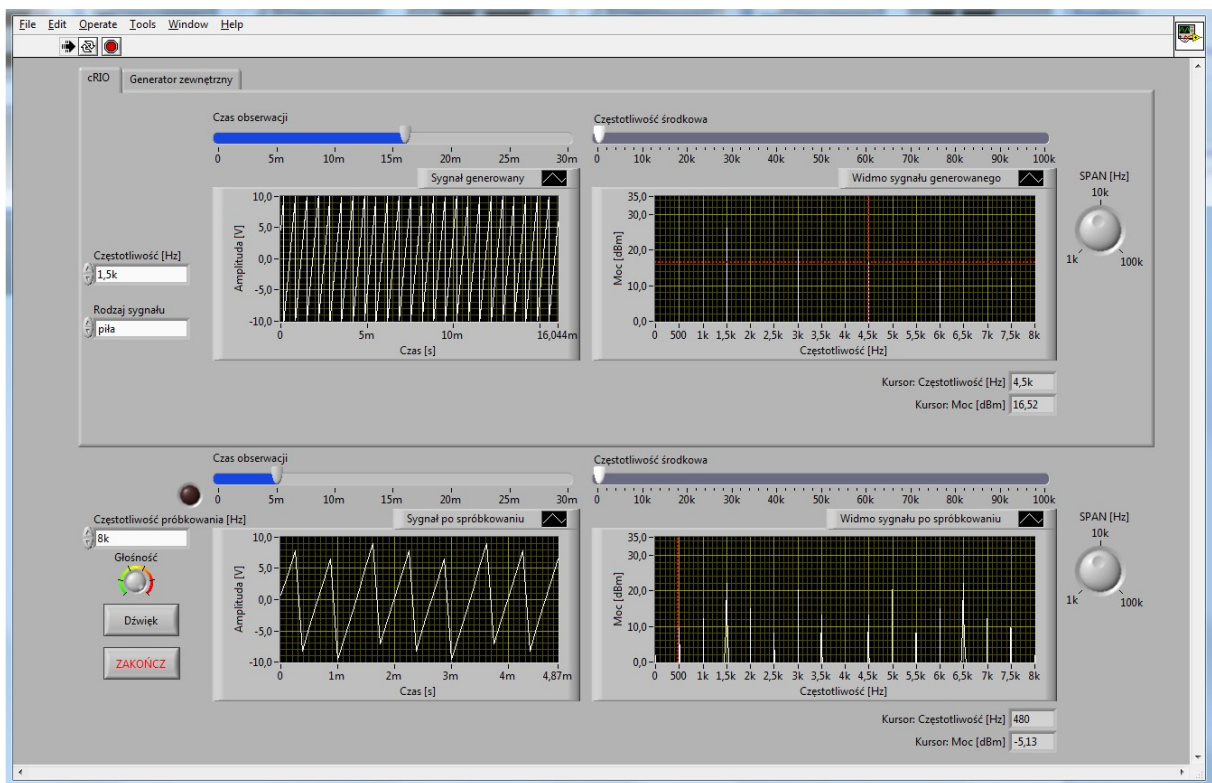 File Edit Operate Tools Window Help
cRIO Generator zewnętrzny
Czas obserwacji
0 5m 10m 15m 20m 25m 30m
Częstotliwość środkowa
0 10k 20k 30k 40k 50k 60k 70k 80k 90k 100k
Sygnał generowany
Widmo sygnału generowanego
SPAN [Hz]
10k
1k 100k
Częstotliwość [Hz]
1,5k
Rodzaj sygnału
piła
Amplituda [V]
10,0
5,0
0,0
-5,0
-10,0
0 5m 10m 16,044m
Czas [s]
Moc [dBm]
35,0
30,0
20,0
10,0
0,0
0 500 1k 1,5k 2k 2,5k 3k 3,5k 4k 4,5k 5k 5,5k 6k 6,5k 7k 7,5k 8k
Częstotliwość [Hz]
Kursor: Częstotliwość [Hz] 4,5k
Kursor: Moc [dBm] 16,52
Czas obserwacji
0 5m 10m 15m 20m 25m 30m
Częstotliwość środkowa
0 10k 20k 30k 40k 50k 60k 70k 80k 90k 100k
Częstotliwość próbkowania [Hz]
8k
Głośność
Dźwięk
ZAKOŃCZ
Sygnał po spróbkowaniu
Widmo sygnału po spróbkowaniu
SPAN [Hz]
10k
1k 100k
Amplituda [V]
10,0
5,0
0,0
-5,0
-10,0
0 1m 2m 3m 4m 4,87m
Czas [s]
Moc [dBm]
35,0
30,0
20,0
10,0
0,0
0 500 1k 1,5k 2k 2,5k 3k 3,5k 4k 4,5k 5k 5,5k 6k 6,5k 7k 7,5k 8k
Częstotliwość [Hz]
Kursor: Częstotliwość [Hz] 480
Kursor: Moc [dBm] -5,13